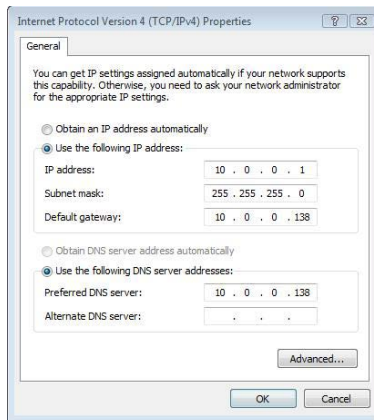 Internet Protocol Version 4 (TCP/IPv4) Properties
General
You can get IP settings assigned automatically if your network supports
this capability. Otherwise, you need to ask your network administrator
for the appropriate IP settings.
Obtain an IP address automatically
Use the following IP address:
IP address: 10 . 0 . 0 . 1
Subnet mask: 255 . 255 . 255 . 0
Default gateway: 10 . 0 . 0 . 138
Obtain DNS server address automatically
Use the following DNS server addresses:
Preferred DNS server: 10 . 0 . 0 . 138
Alternate DNS server: . . .
Advanced...
OK Cancel